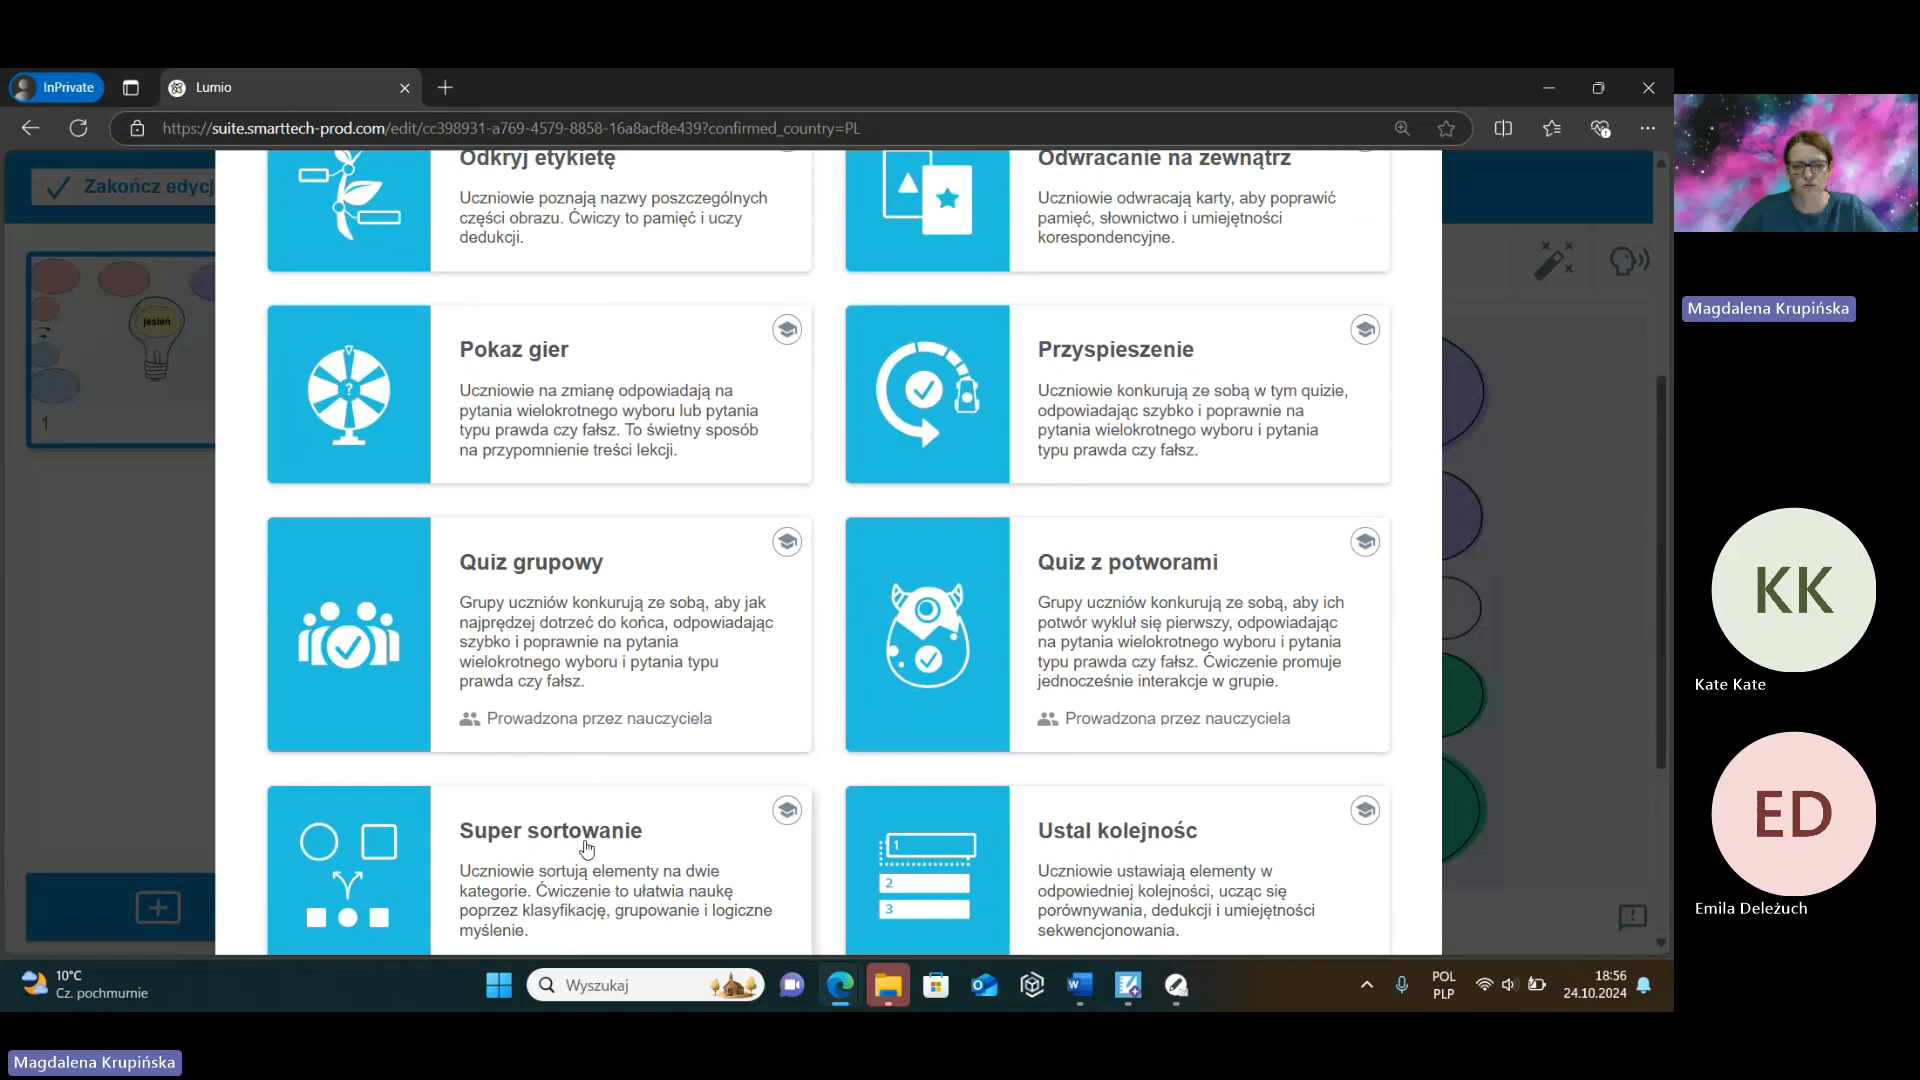 InPrivate
Lumio
https://suite.smarttech-prod.com/edit/cc398931-a769-4579-8858-16a8acf8e439?confirmed_country=PL
Zakończ edycj
jesień
1
Odkryj etykietę
Uczniowie poznają nazwy poszczególnych
części obrazu. Ćwiczy to pamięć i uczy
dedukcji.
Odwracanie na zewnątrz
Uczniowie odwracają karty, aby poprawić
pamięć, słownictwo i umiejętności
korespondencyjne.
Pokaz gier
Uczniowie na zmianę odpowiadają na
pytania wielokrotnego wyboru lub pytania
typu prawda czy fałsz. To świetny sposób
na przypomnienie treści lekcji.
?
Przyspieszenie
Uczniowie konkurują ze sobą w tym quizie,
odpowiadając szybko i poprawnie na
pytania wielokrotnego wyboru i pytania
typu prawda czy fałsz.
Quiz grupowy
Grupy uczniów konkurują ze sobą, aby jak
najprędzej dotrzeć do końca, odpowiadając
szybko i poprawnie na pytania
wielokrotnego wyboru i pytania typu
prawda czy fałsz.
Prowadzona przez nauczyciela
Quiz z potworami
Grupy uczniów konkurują ze sobą, aby ich
potwór wykluł się pierwszy, odpowiadając
na pytania wielokrotnego wyboru i pytania
typu prawda czy fałsz. Ćwiczenie promuje
jednocześnie interakcje w grupie.
Prowadzona przez nauczyciela
Super sortowanie
Uczniowie sortują elementy na dwie
kategorie. Ćwiczenie to ułatwia naukę
poprzez klasyfikację, grupowanie i logiczne
myślenie.
1
2
3
Ustal kolejnośc
Uczniowie ustawiają elementy w
odpowiedniej kolejności, ucząc się
porównywania, dedukcji i umiejętności
sekwencjonowania.
10°C
Cz. pochmurnie
Wyszukaj
POL
PLP
18:56
24.10.2024
Magdalena Krupińska
KK
Kate Kate
ED
Emila Deleżuch
Magdalena Krupińska